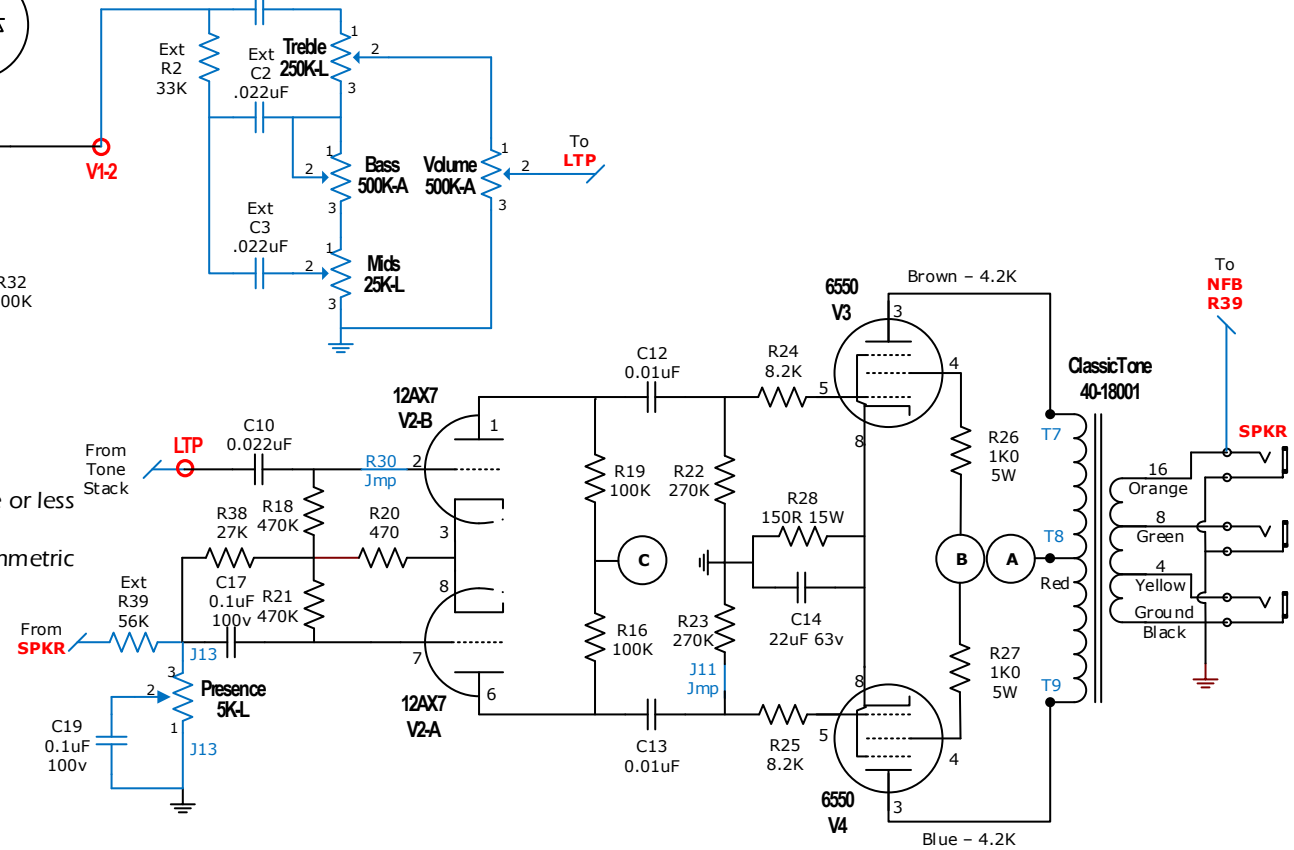 Ext
R2
33K
Ext
C2
.022uF
Treble
250K-L
1
2
3
V1-2
1
2
3
Bass
500K-A
Volume
500K-A
1
2
3
To
LTP
Ext
C3
.022uF
1
2
3
Mids
25K-L
R32
00K
6550
V3
Brown – 4.2K
3
4
5
8
To
NFB
R39
ClassicTone
40-18001
SPKR
C12
0.01uF
R24
8.2K
12AX7
V2-B
1
2
3
From
Tone
Stack
LTP
C10
0.022uF
R30
Jmp
e or less
mmetric
R38
27K
R18
470K
R20
470
R19
100K
R22
270K
R28
150R 15W
R26
1K0
5W
T7
T8
T9
Red
16
Orange
8
Green
4
Yellow
Ground
Black
C
B
A
Ext
R39
56K
From
SPKR
C17
0.1uF
100v
R21
470K
8
7
6
R16
100K
R23
270K
J11
Jmp
C14
22uF 63v
R27
1K0
5W
J13
3
2
1
Presence
5K-L
J13
C19
0.1uF
100v
12AX7
V2-A
C13
0.01uF
R25
8.2K
8
5
4
3
6550
V4
Blue – 4.2K